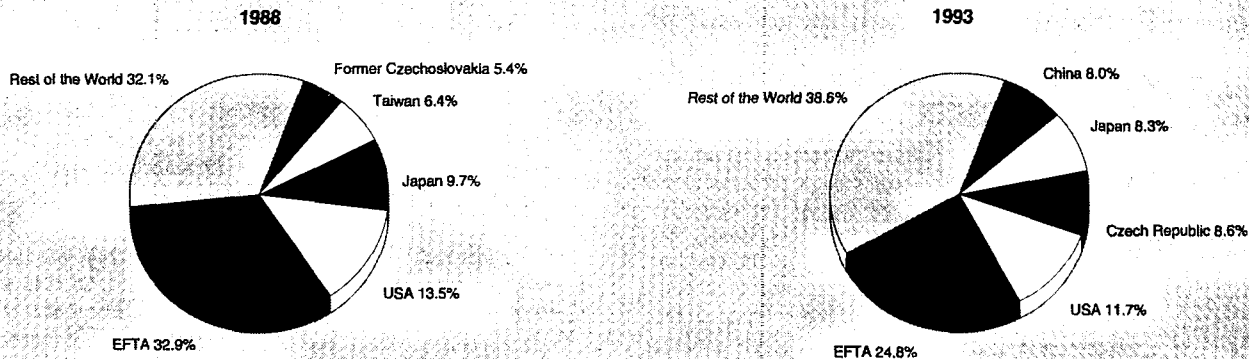 1988
Rest of the World 32.1%
Former Czechoslovakia 5.4%
Taiwan 6.4%
Japan 9.7%
USA 13.5%
EFTA 32.9%
1993
Rest of the World 38.6%
China 8.0%
Japan 8.3%
Czech Republic 8.6%
USA 11.7%
EFTA 24.8%